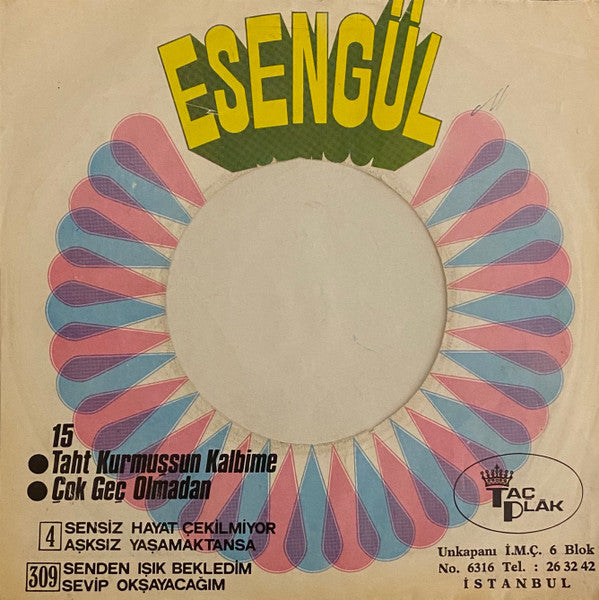 ESENGÜL
15
Taht Kurmuşsun Kalbime
Çok Geç Olmadan
4 SENSİZ HAYAT ÇEKİLMİYOR
AŞKSIZ YAŞAMAKTANSA
309 SENDEN IŞIK BEKLEDİM
SEVİP OKŞAYACAĞIM
TAÇ
PLÂK
Unkapanı İ.M.Ç. 6 Blok
No. 6316 Tel. : 26 32 42
İSTANBUL